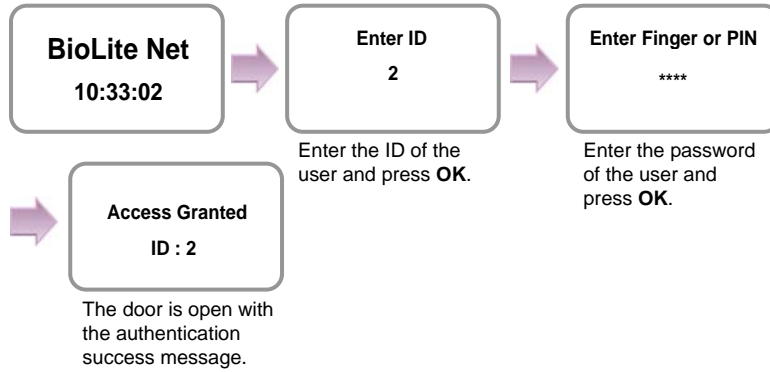 BioLite Net
10:33:02
Enter ID
2
Enter the ID of the
user and press OK.
Enter Finger or PIN
****
Enter the password
of the user and
press OK.
Access Granted
ID : 2
The door is open with
the authentication
success message.